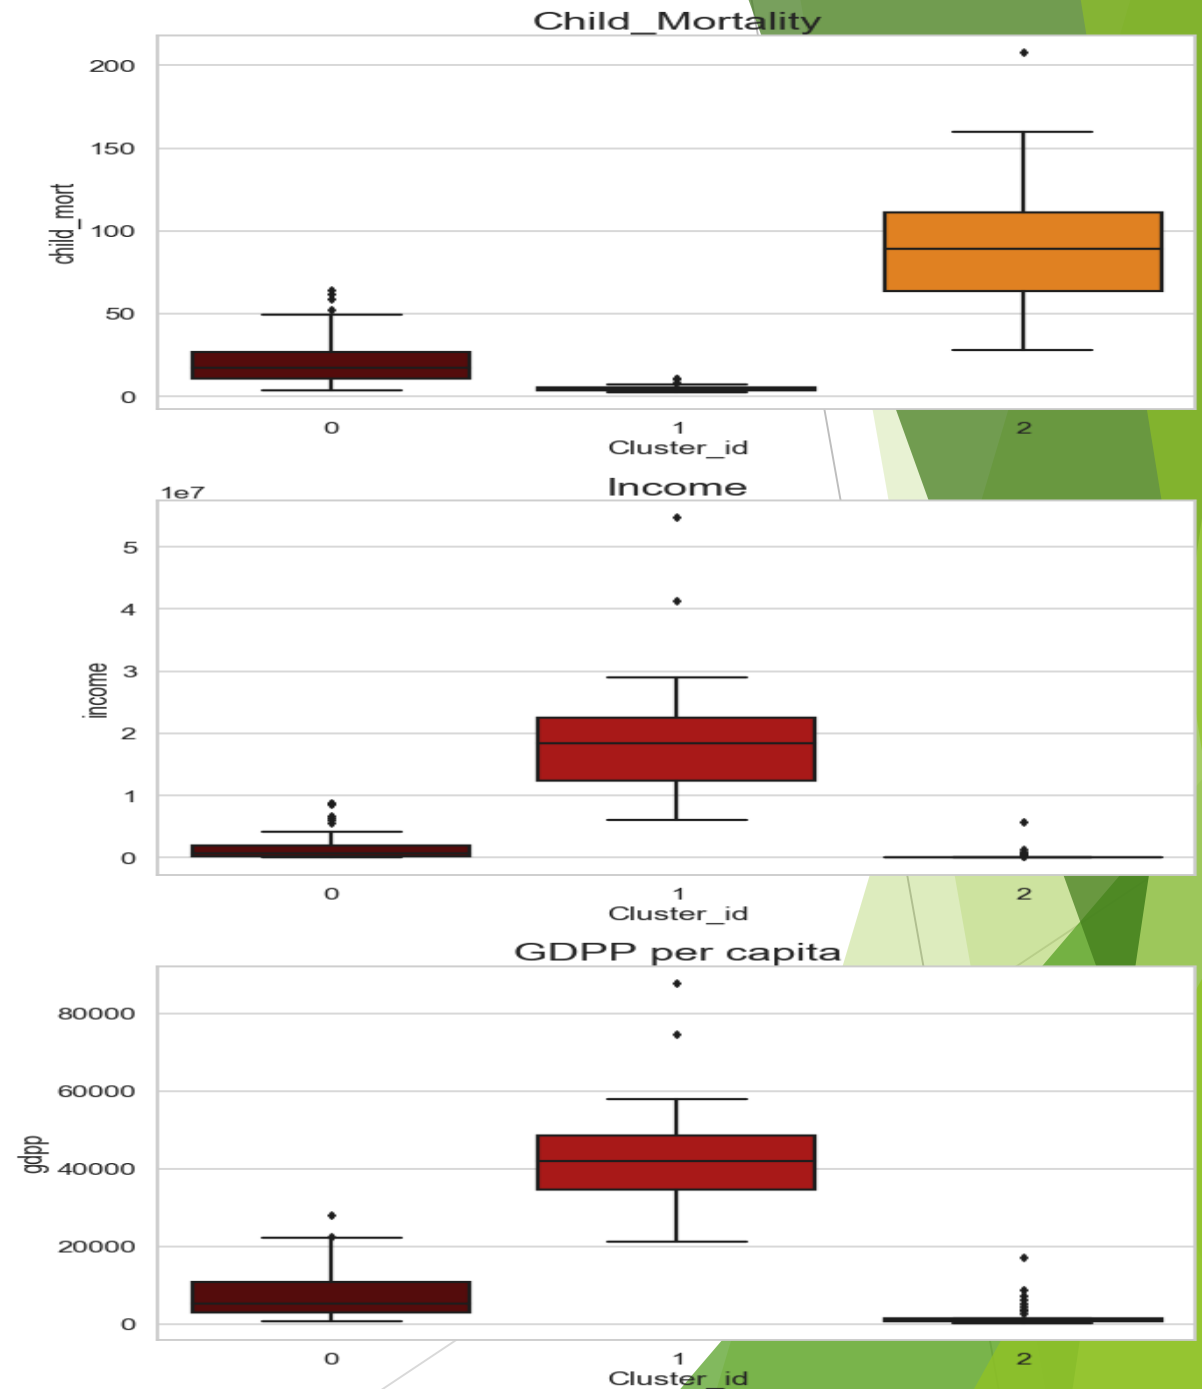 Child_Mortality
200
150
100
50
0
child_mort
0 1 2
Cluster_id
Income
1e7
5
4
3
2
1
0
income
0 1 2
Cluster_id
GDPP per capita
80000
60000
40000
20000
0
gdpp
0 1 2
Cluster_id